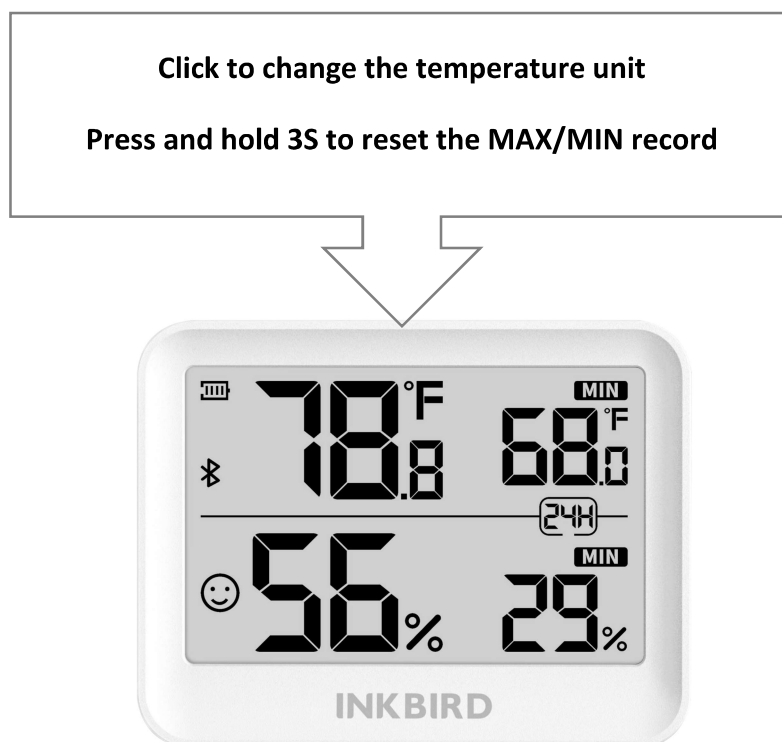 Click to change the temperature unit
Press and hold 3S to reset the MAX/MIN record
78.8°F
MIN
68.0°F
24H
56%
MIN
29%
INKBIRD